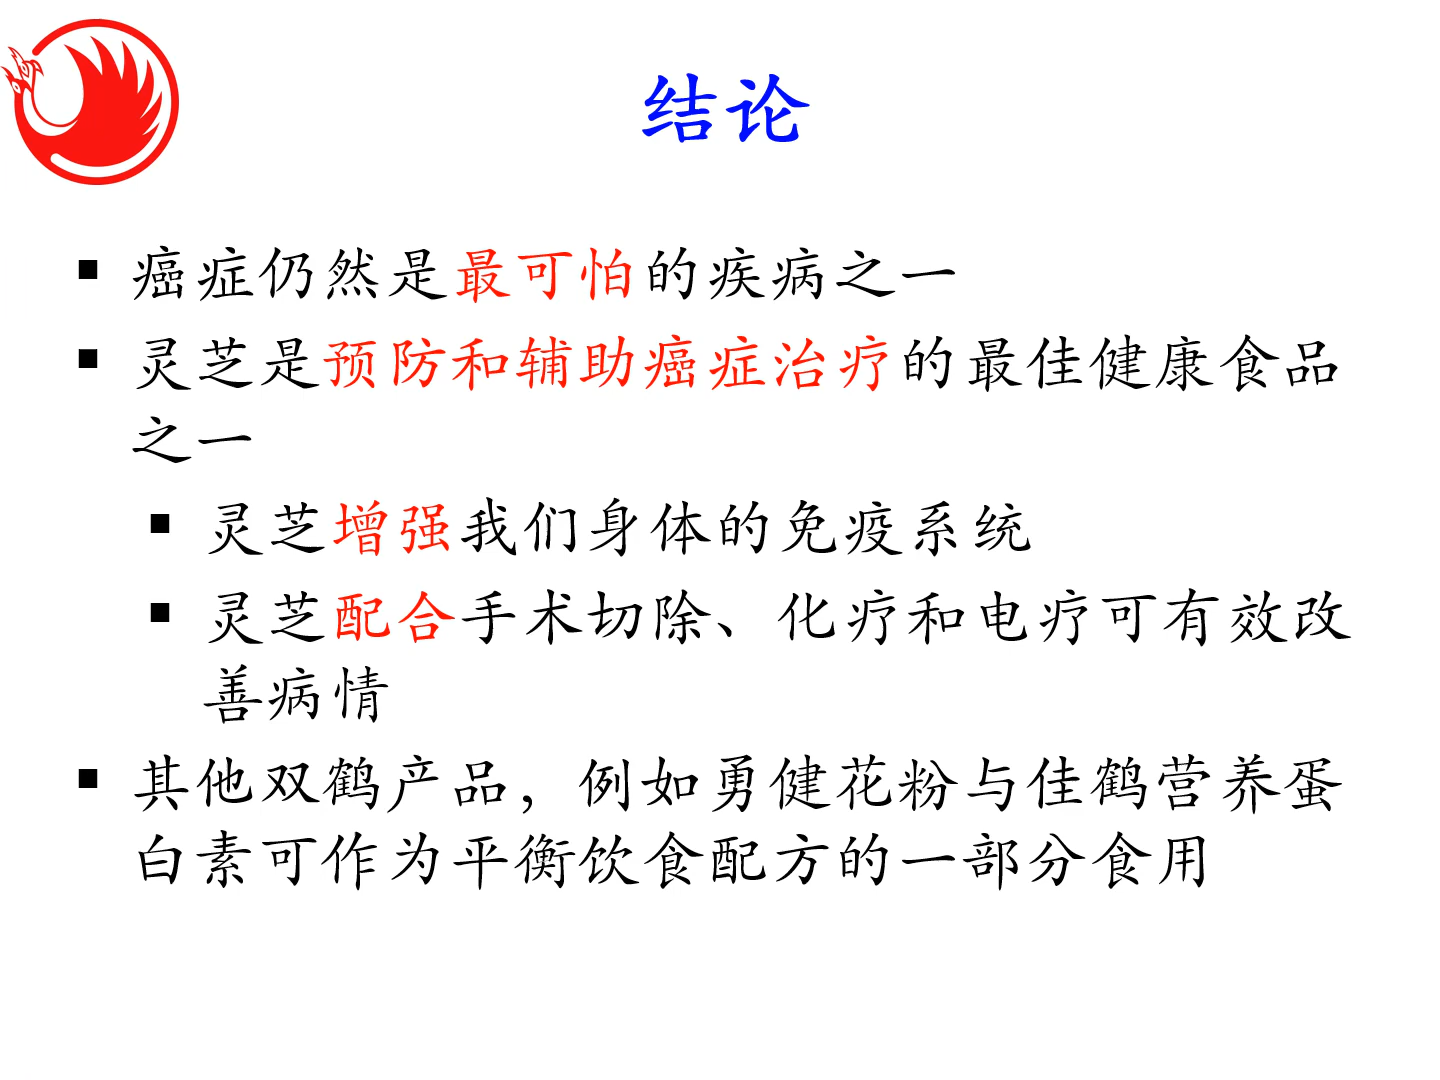 结论
癌症仍然是最可怕的疾病之一
灵芝是预防和辅助癌症治疗的最佳健康食品
之一
灵芝增强我们身体的免疫系统
灵芝配合手术切除、化疗和电疗可有效改
善病情
其他双鹤产品，例如勇健花粉与佳鹤营养蛋
白素可作为平衡饮食配方的一部分食用